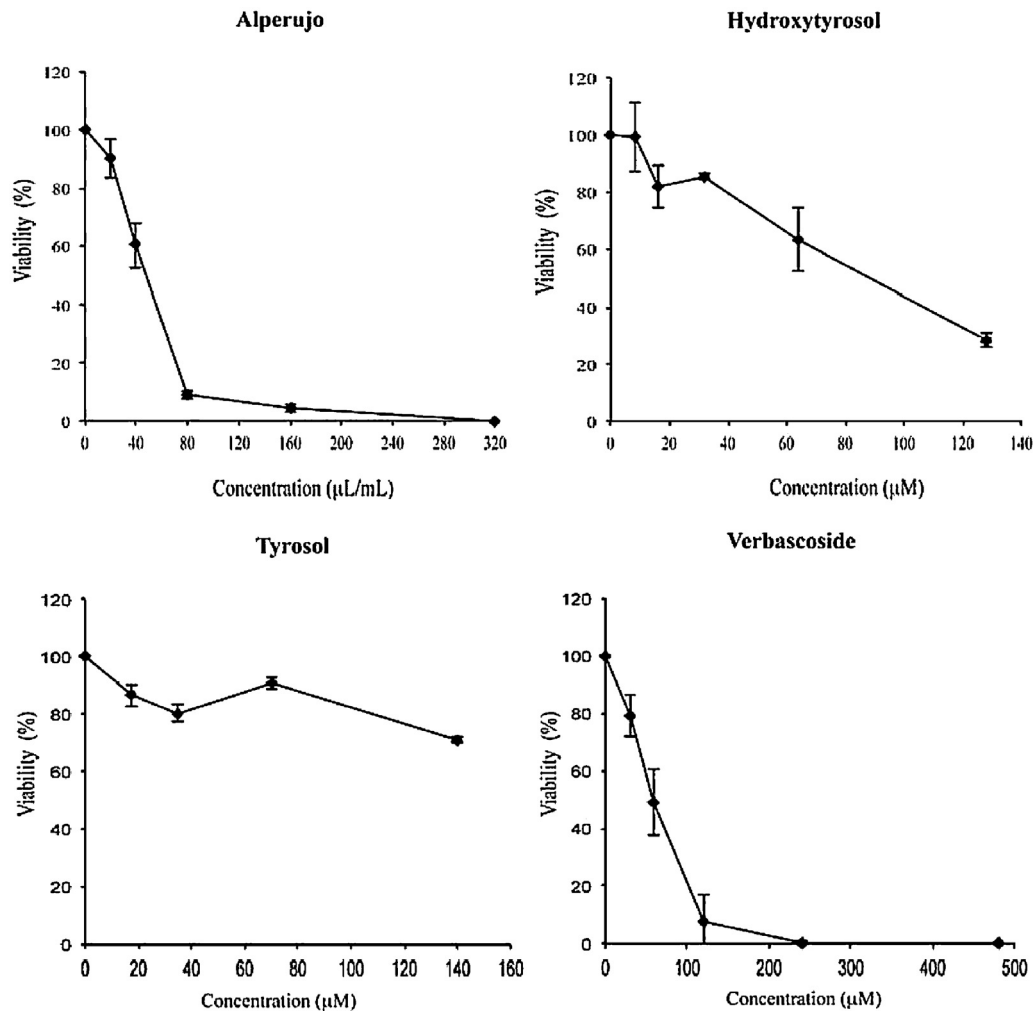 Alperujo
120
100
80
60
40
20
0
Viability (%)
0 40 80 120 160 200 240 280 320
Concentration (µL/mL)
Hydroxytyrosol
120
100
80
60
40
20
0
Viability (%)
0 20 40 60 80 100 120 140
Concentration (µM)
Tyrosol
120
100
80
60
40
20
0
Viability (%)
0 20 40 60 80 100 120 140 160
Concentration (µM)
Verbascoside
120
100
80
60
40
20
0
Viability (%)
0 100 200 300 400 500
Concentration (µM)